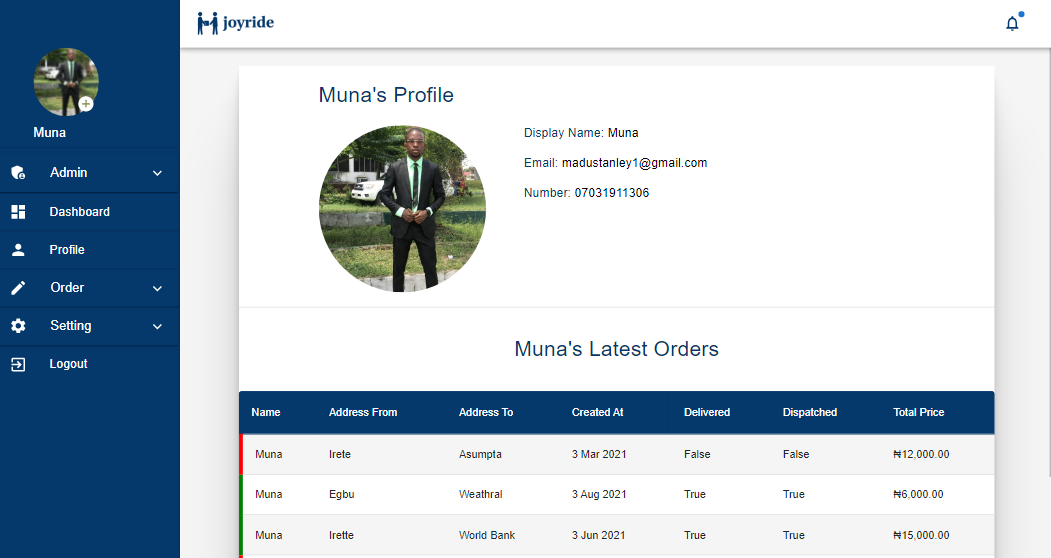 joyride
Muna
Admin
Dashboard
Profile
Order
Setting
Logout
Muna's Profile
Display Name: Muna
Email: madustanley1@gmail.com
Number: 07031911306
Muna's Latest Orders
Name Address From Address To Created At Delivered Dispatched Total Price
Muna Irete Asumpta 3 Mar 2021 False False ₦12,000.00
Muna Egbu Weathral 3 Aug 2021 True True ₦6,000.00
Muna Irette World Bank 3 Jun 2021 True True ₦15,000.00